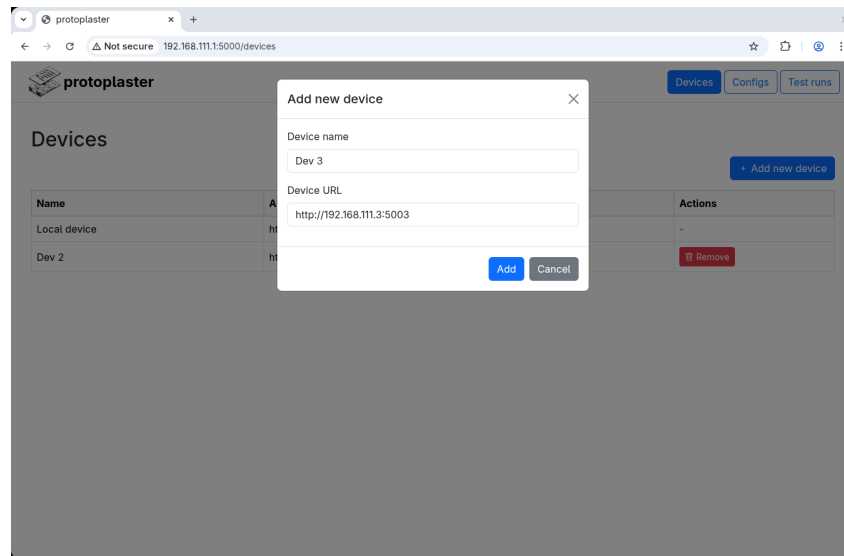 protoplaster
Not secure 192.168.111.1:5000/devices
protoplaster
Devices Configs Test runs
Add new device
Devices
Device name
Dev 3
+ Add new device
Device URL
http://192.168.111.3:5003
Name A Actions
Local device ht -
Dev 2 ht Remove
Add Cancel